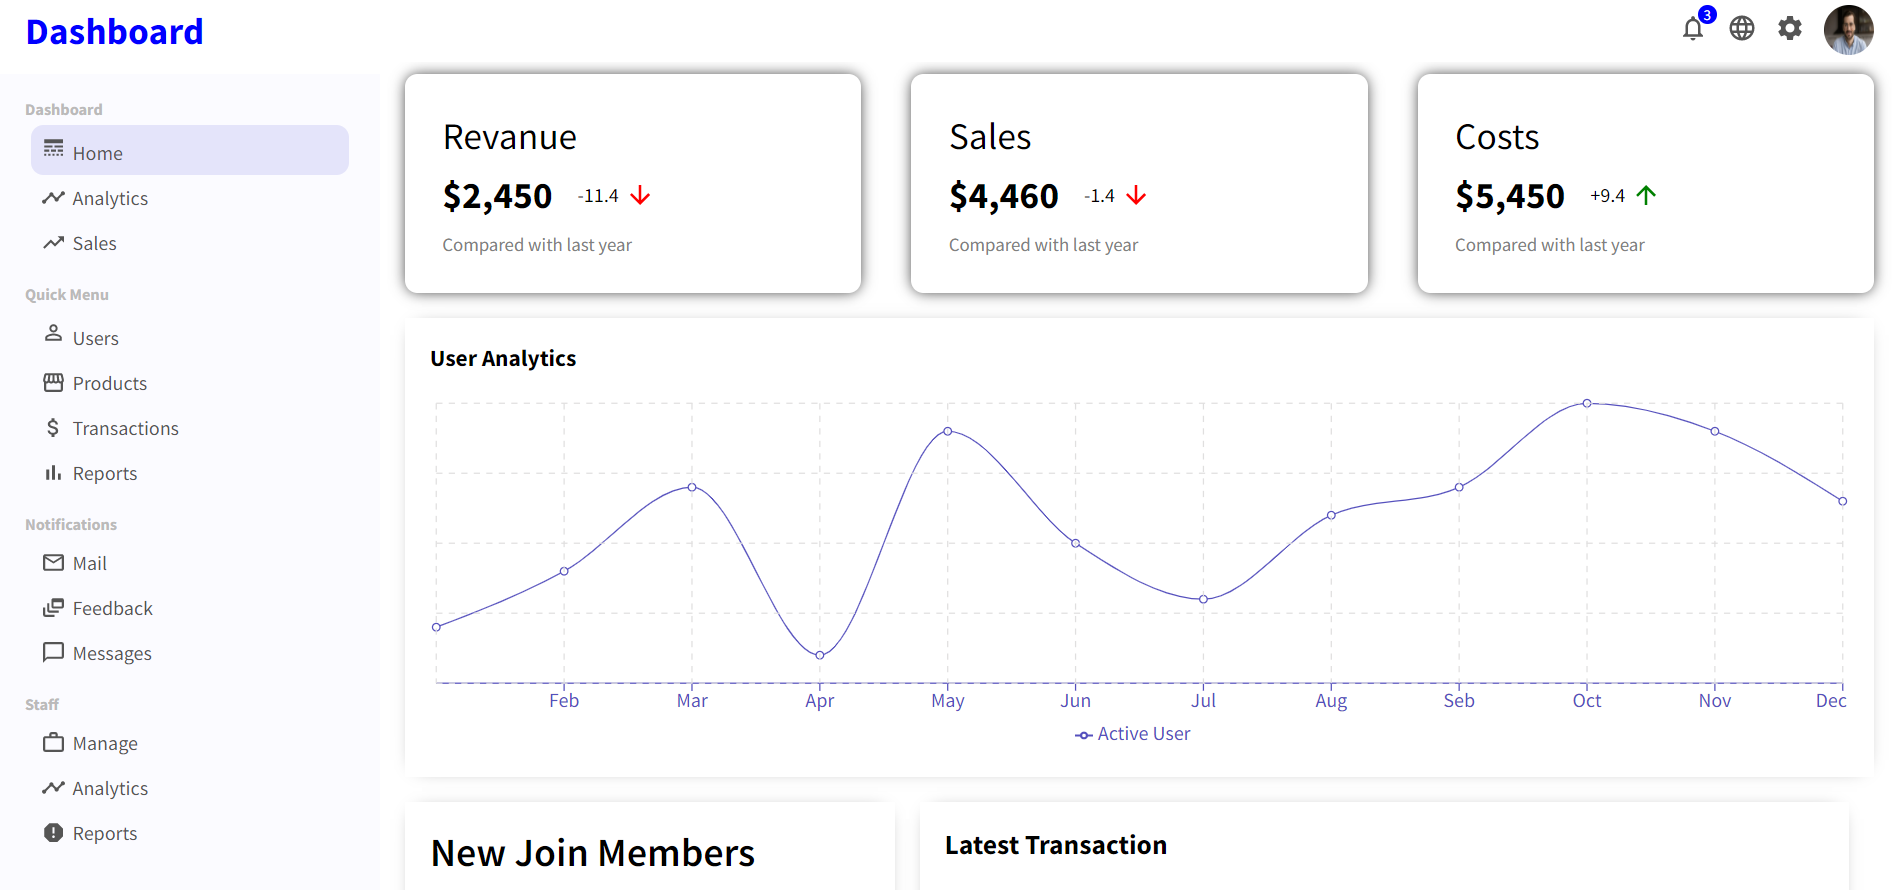 Dashboard
3
Dashboard
Home
Analytics
Sales
Quick Menu
Users
Products
Transactions
Reports
Notifications
Mail
Feedback
Messages
Staff
Manage
Analytics
Reports
Revanue
$2,450 -11.4
Compared with last year
Sales
$4,460 -1.4
Compared with last year
Costs
$5,450 +9.4
Compared with last year
User Analytics
Feb Mar Apr May Jun Jul Aug Seb Oct Nov Dec
Active User
New Join Members
Latest Transaction